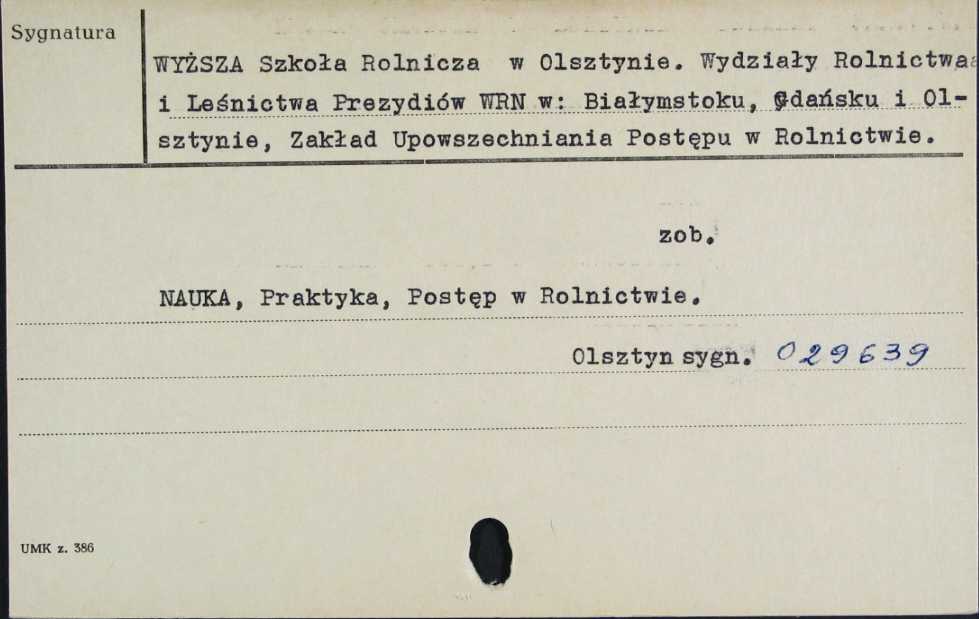 Sygnatura
WYŻSZA Szkoła Rolnicza w Olsztynie. Wydziały Rolnictwa
i Leśnictwa Prezydiów WRN w: Białymstoku, Gdańsku i Ol-
sztynie, Zakład Upowszechniania Postępu w Rolnictwie.
zob.
NAUKA, Praktyka, Postęp w Rolnictwie.
Olsztyn sygn. 029639
UMK z. 386